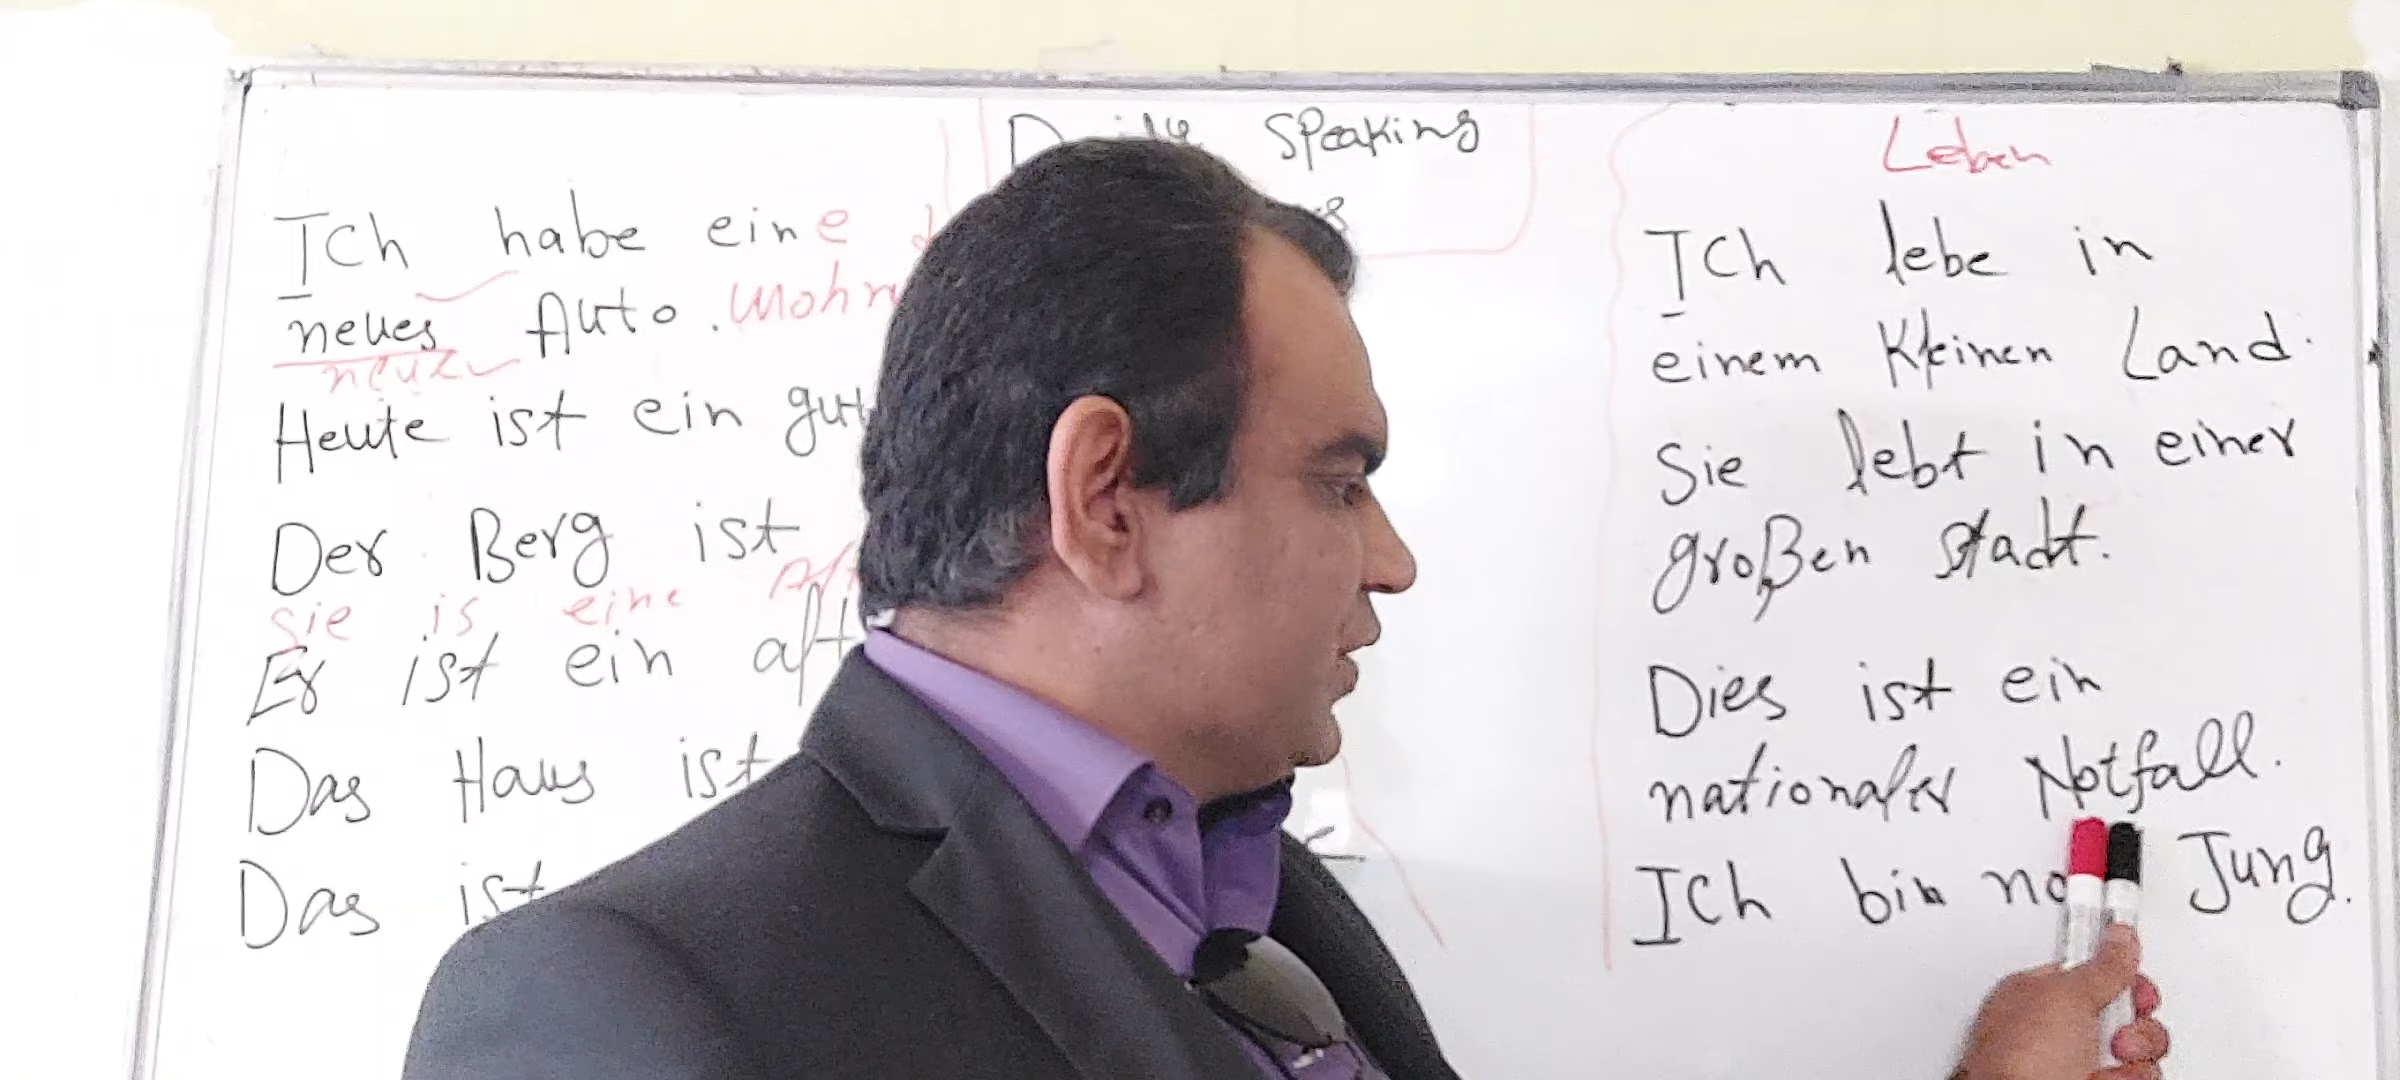 Speaking
Ich habe eine
neues Auto. Wohn
neue
Heute ist ein gut
Der Berg ist
Sie is eine
Er ist ein alt
Das Haus ist
Das ist
Leben
Ich lebe in
einem Kleinen Land.
Sie lebt in einer
großen Stadt.
Dies ist ein
nationaler Notfall.
Ich bin no Jung.